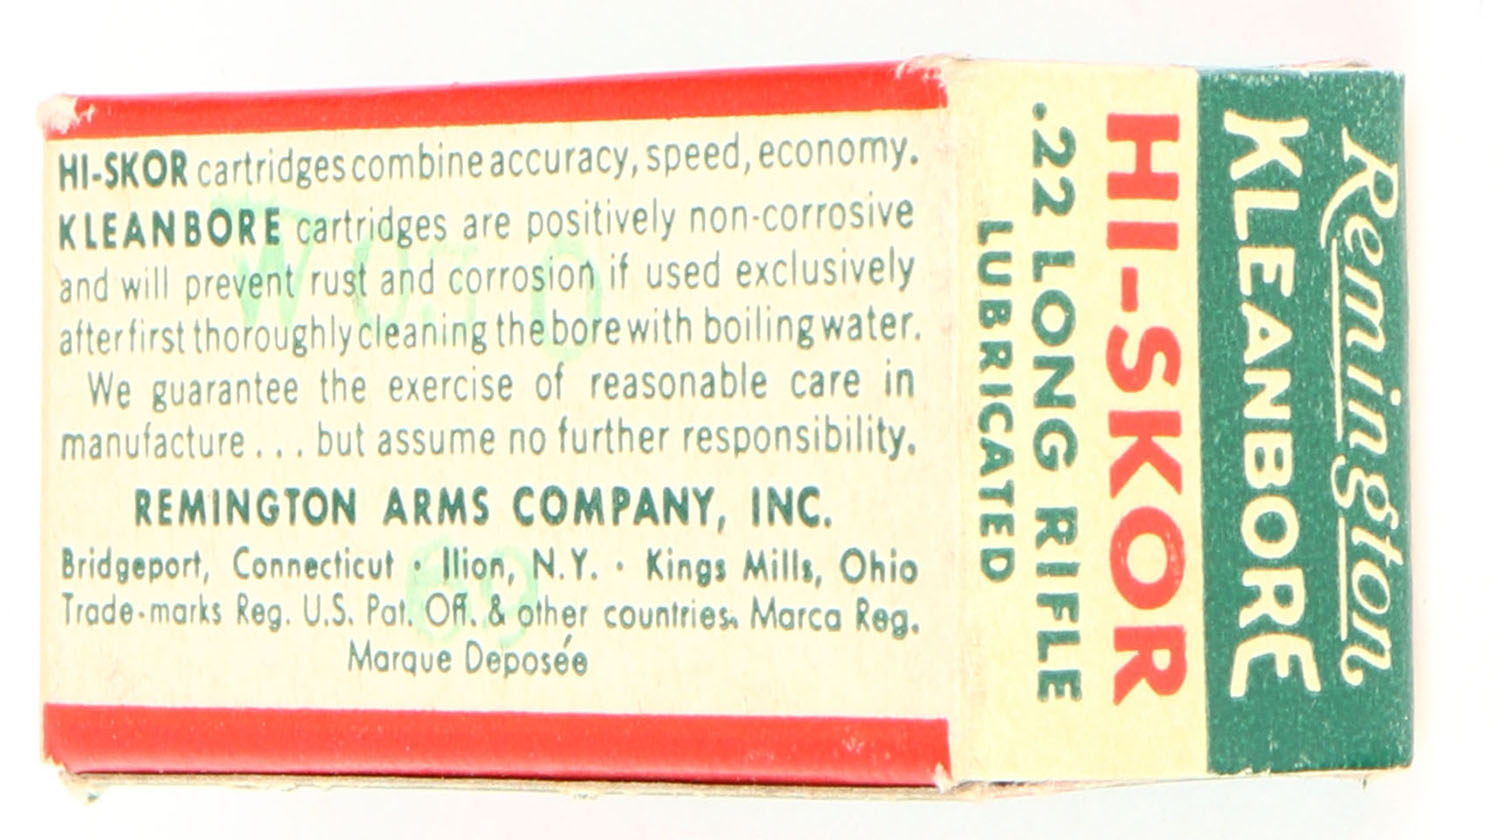 HI-SKOR cartridges combine accuracy, speed, economy.
KLEANBORE cartridges are positively non-corrosive
and will prevent rust and corrosion if used exclusively
after first thoroughly cleaning the bore with boiling water.
We guarantee the exercise of reasonable care in
manufacture... but assume no further responsibility.
REMINGTON ARMS COMPANY, INC.
Bridgeport, Connecticut · Ilion, N.Y. · Kings Mills, Ohio
Trade-marks Reg. U.S. Pat. Off. & other countries. Marca Reg.
Marque Deposée
Remington
KLEANBORE
HI-SKOR
.22 LONG RIFLE
LUBRICATED